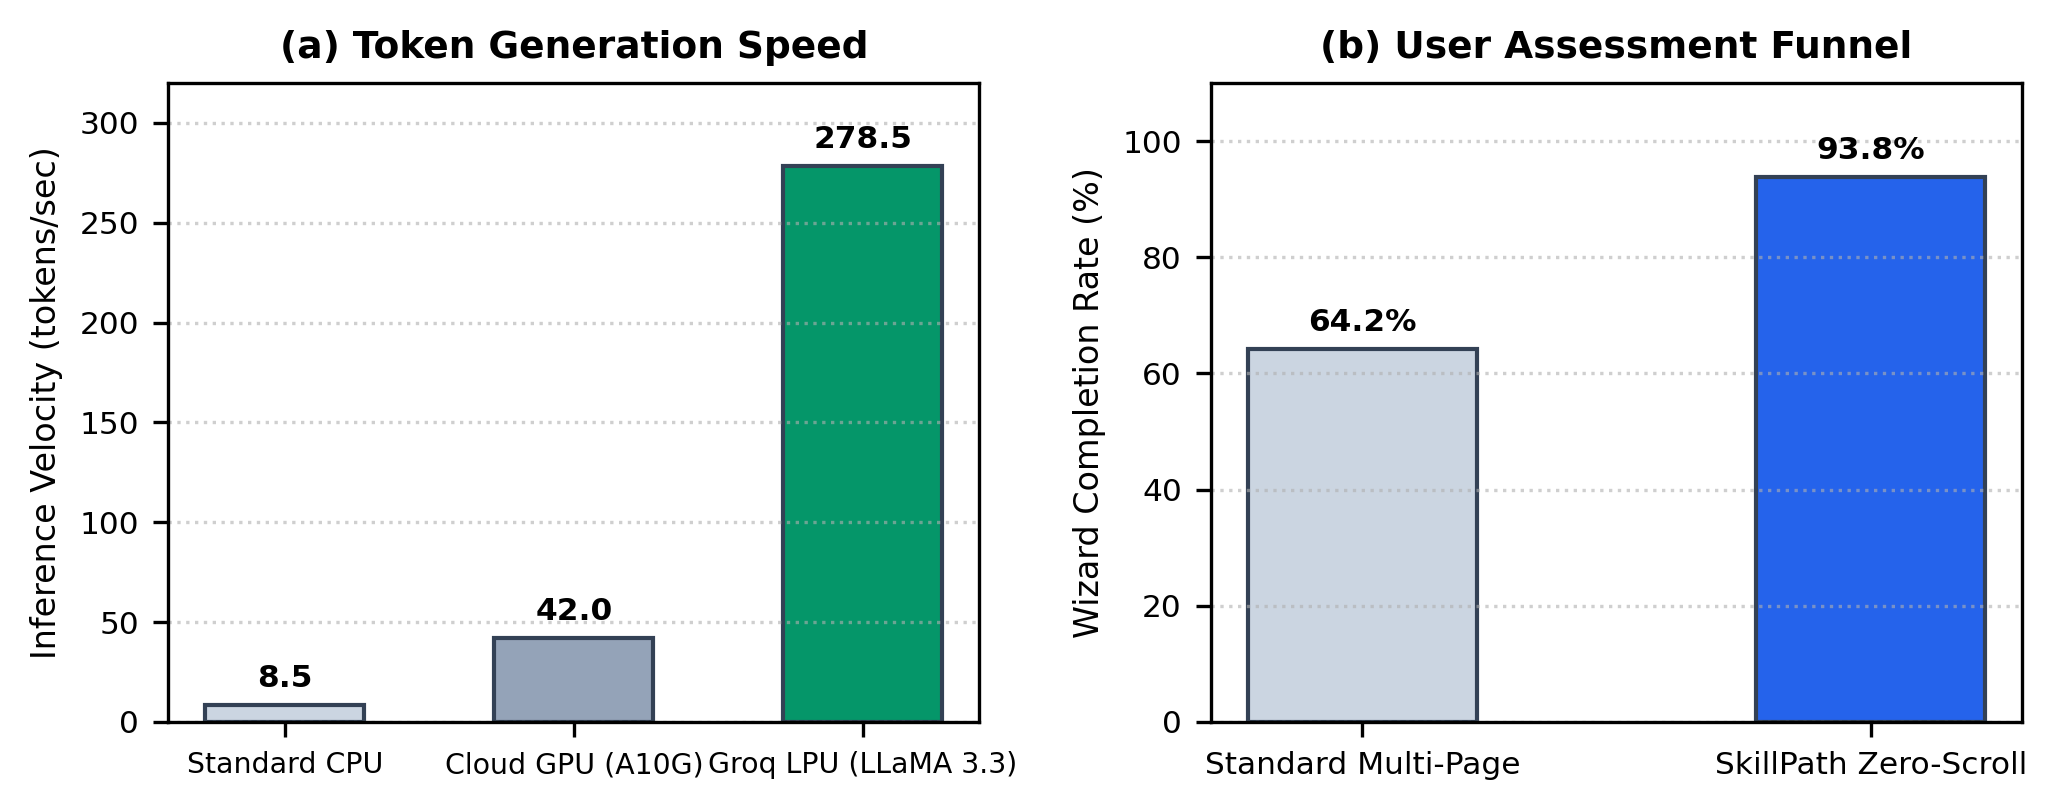 (a) Token Generation Speed
Inference Velocity (tokens/sec)
300
250
200
150
100
50
0
8.5
42.0
278.5
Standard CPU
Cloud GPU (A10G)
Groq LPU (LLaMA 3.3)
(b) User Assessment Funnel
Wizard Completion Rate (%)
100
80
60
40
20
0
64.2%
93.8%
Standard Multi-Page
SkillPath Zero-Scroll